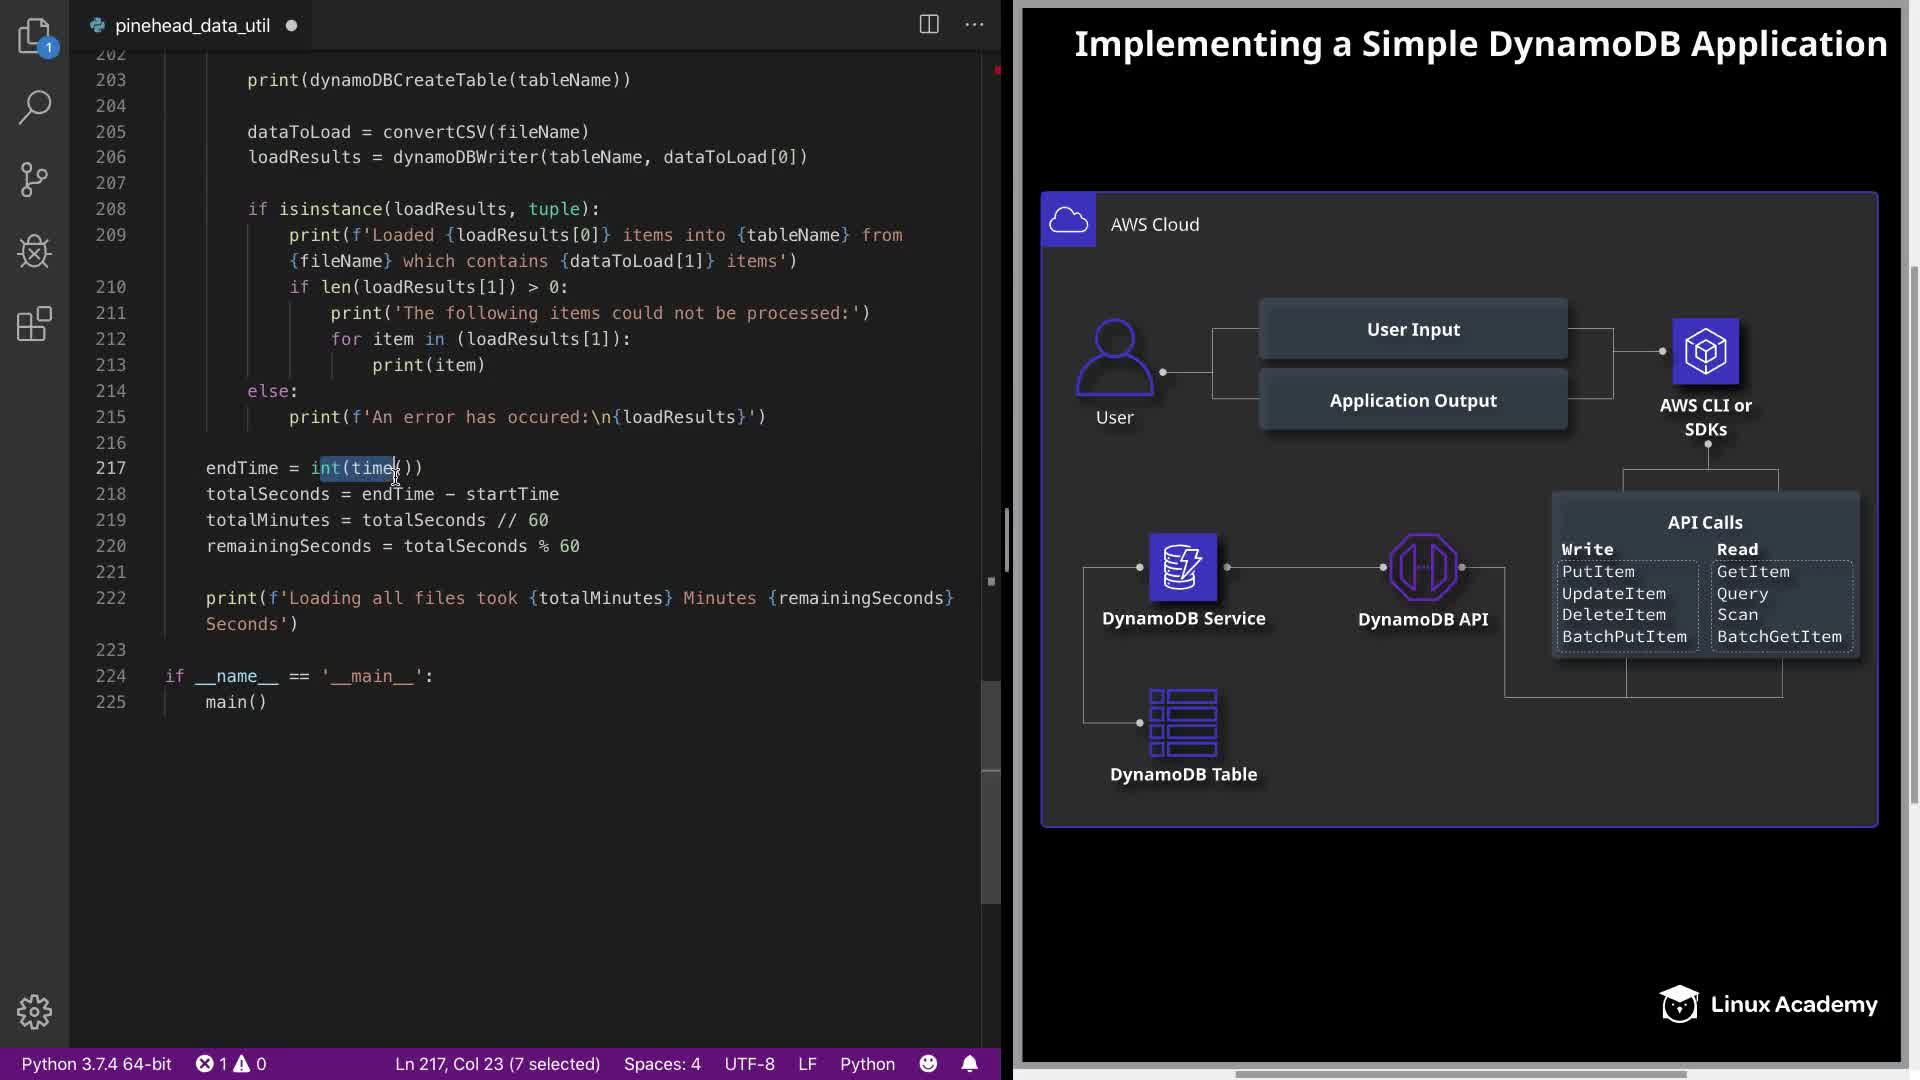 1
pinehead_data_util
202
203 print(dynamoDBCreateTable(tableName))
204
205 dataToLoad = convertCSV(fileName)
206 loadResults = dynamoDBWriter(tableName, dataToLoad[0])
207
208 if isinstance(loadResults, tuple):
209 print(f'Loaded {loadResults[0]} items into {tableName} from
{fileName} which contains {dataToLoad[1]} items')
210 if len(loadResults[1]) > 0:
211 print('The following items could not be processed:')
212 for item in (loadResults[1]):
213 print(item)
214 else:
215 print(f'An error has occured:\n{loadResults}')
216
217 endTime = int(time())
218 totalSeconds = endTime - startTime
219 totalMinutes = totalSeconds // 60
220 remainingSeconds = totalSeconds % 60
221
222 print(f'Loading all files took {totalMinutes} Minutes {remainingSeconds}
Seconds')
223
224 if __name__ == '__main__':
225 main()
Python 3.7.4 64-bit 1 0 Ln 217, Col 23 (7 selected) Spaces: 4 UTF-8 LF Python
Implementing a Simple DynamoDB Application
AWS Cloud
User Input
Application Output
User
AWS CLI or
SDKs
API Calls
Write Read
PutItem GetItem
UpdateItem Query
DeleteItem Scan
BatchPutItem BatchGetItem
DynamoDB Service
DynamoDB API
DynamoDB Table
Linux Academy